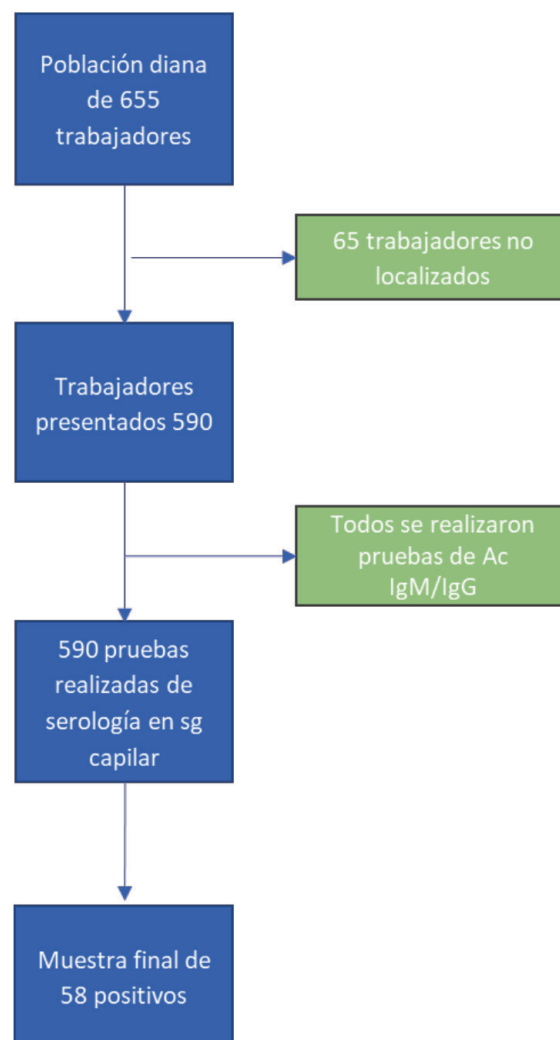 Población diana
de 655
trabajadores
65 trabajadores no
localizados
Trabajadores
presentados 590
Todos se realizaron
pruebas de Ac
IgM/IgG
590 pruebas
realizadas de
serología en sg
capilar
Muestra final de
58 positivos